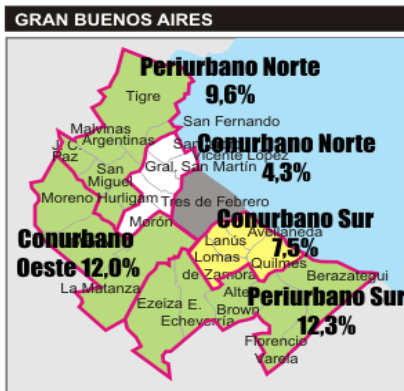 GRAN BUENOS AIRES
Periurbano Norte
9,6%
Tigre
San Fernando
Malvinas
Argentinas
J. C.
Paz
Conurbano Norte
Vicente López
4,3%
San
Miguel
Gral. San Martín
Moreno
Hurligam
Tres de Febrero
Morón
Conurbano Sur
7,5%
Avellaneda
Lanús
Conurbano
Oeste 12,0%
Lomas
de Zamora
Quilmes
Berazategui
La Matanza
Ezeiza
E.
Echeverría
Alte
Brown
Periurbano Sur
12,3%
Florencio
Varela